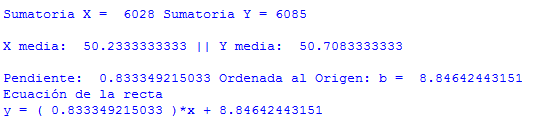 Sumatoria X =  6028 Sumatoria Y = 6085
X media:  50.2333333333 || Y media:  50.7083333333
Pendiente:  0.833349215033 Ordenada al Origen: b =  8.84642443151
Ecuación de la recta
y = ( 0.833349215033 )*x + 8.84642443151